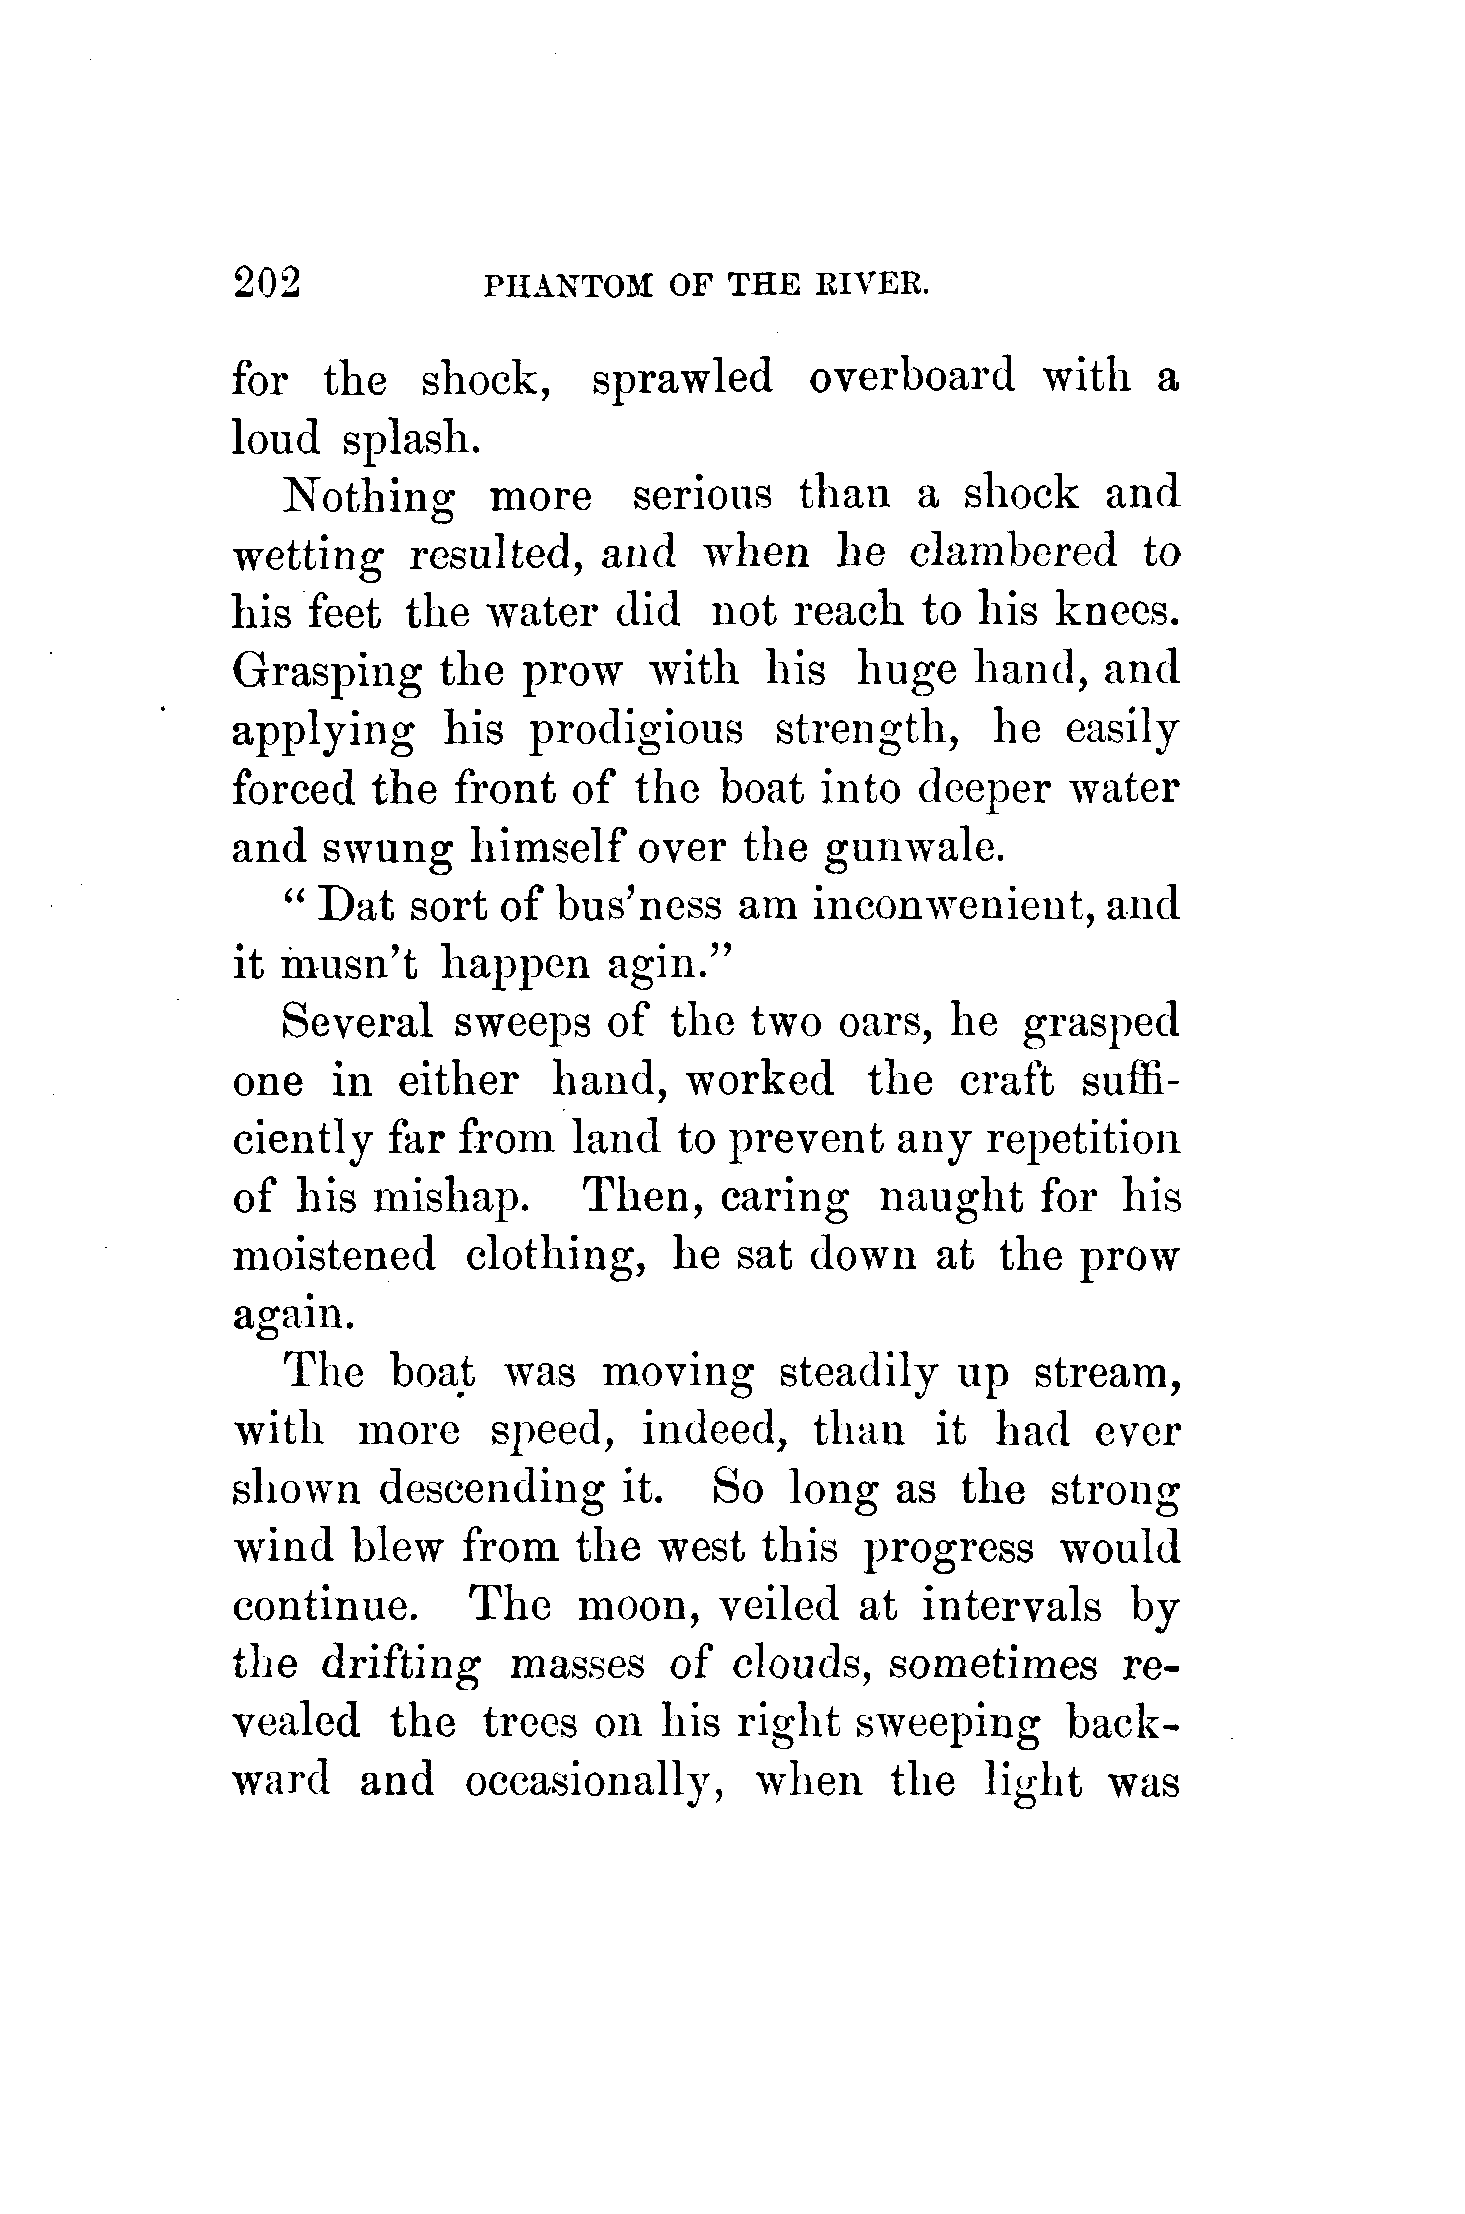 202 PHANTOM OF THE RIVER.
for the shock, sprawled overboard with a
loud splash.
Nothing more serious than a shock and
wetting resulted, and when he clambered to
his feet the water did not reach to his knees.
Grasping the prow with his huge hand, and
applying his prodigious strength, he easily
forced the front of the boat into deeper water
and swung himself over the gunwale.
“ Dat sort of bus’ness am inconwenient, and
it musn’t happen agin.”
Several sweeps of the two oars, he grasped
one in either hand, worked the craft suffi-
ciently far from land to prevent any repetition
of his mishap. Then, caring naught for his
moistened clothing, he sat down at the prow
again.
The boat was moving steadily up stream,
with more speed, indeed, than it had ever
shown descending it. So long as the strong
wind blew from the west this progress would
continue. The moon, veiled at intervals by
the drifting masses of clouds, sometimes re-
vealed the trees on his right sweeping back-
ward and occasionally, when the light was